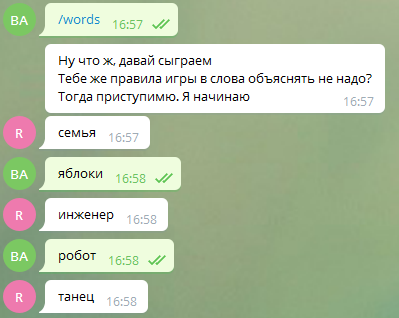 BA
/words
16:57
Ну что ж, давай сыграем
Тебе же правила игры в слова объяснять не надо?
Тогда приступимю. Я начинаю
16:57
R
семья
16:57
BA
яблоки
16:58
R
инженер
16:58
BA
робот
16:58
R
танец
16:58